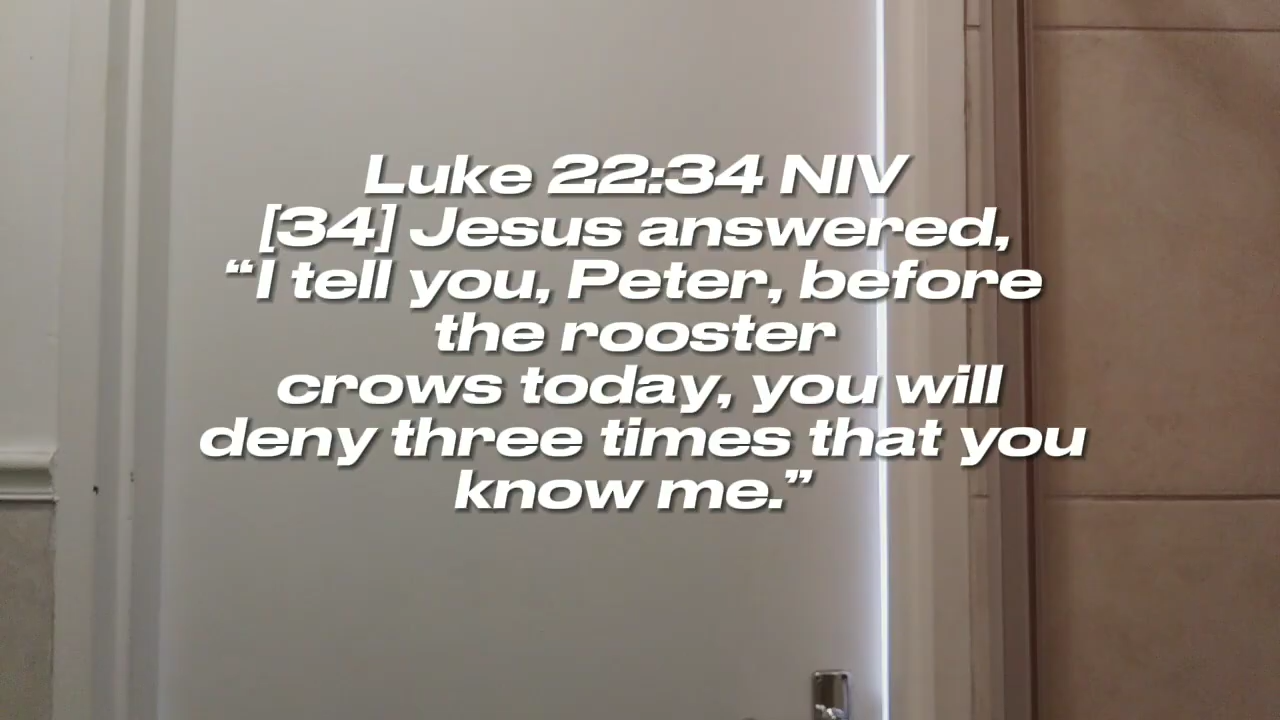 Luke 22:34 NIV
[34] Jesus answered,
“I tell you, Peter, before
the rooster
crows today, you will
deny three times that you
know me.”